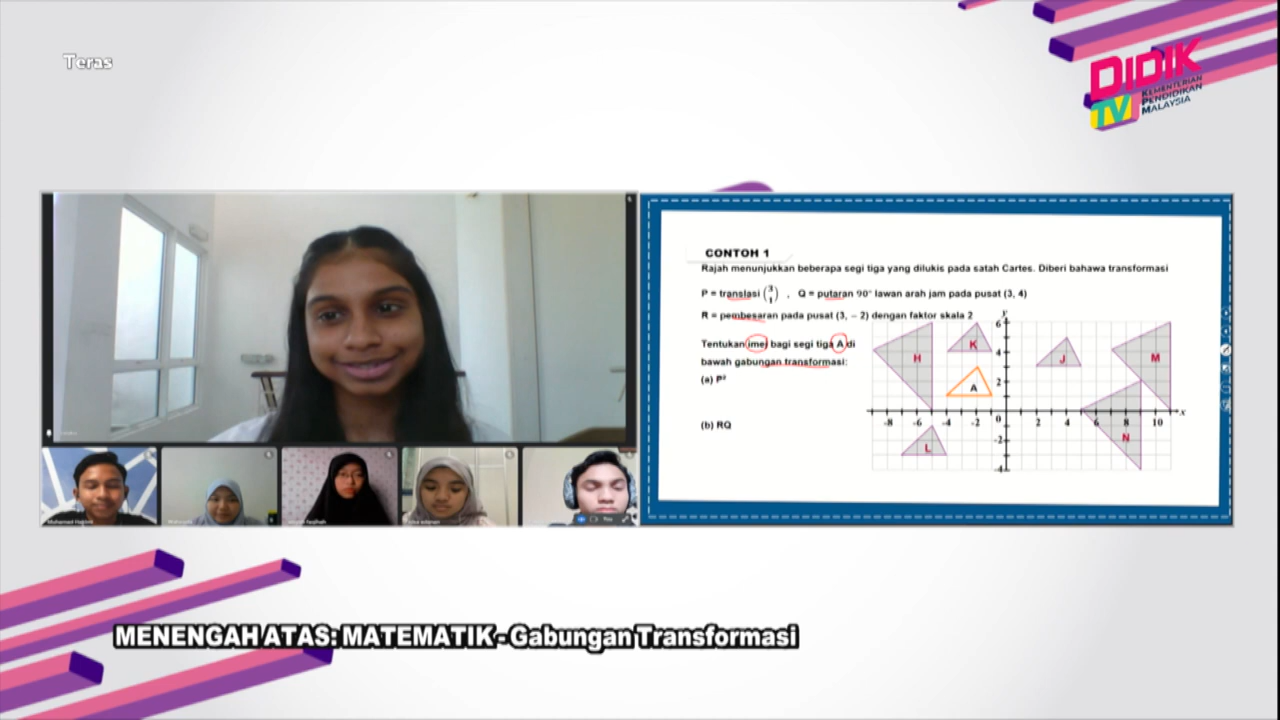 Teras
DIDIK
TV
KEMENTERIAN
PENDIDIKAN
MALAYSIA
CONTOH 1
Rajah menunjukkan beberapa segi tiga yang dilukis pada satah Cartes. Diberi bahawa transformasi
P = translasi (3 1) , Q = putaran 90° lawan arah jam pada pusat (3, 4)
R = pembesaran pada pusat (3, – 2) dengan faktor skala 2
Tentukan imej bagi segi tiga A di
bawah gabungan transformasi:
(a) P²
(b) RQ
y
6
4
2
0
-2
-4
-8 -6 -4 -2 2 4 6 8 10 x
H
K
J
M
A
L
N
MENENGAH ATAS: MATEMATIK - Gabungan Transformasi